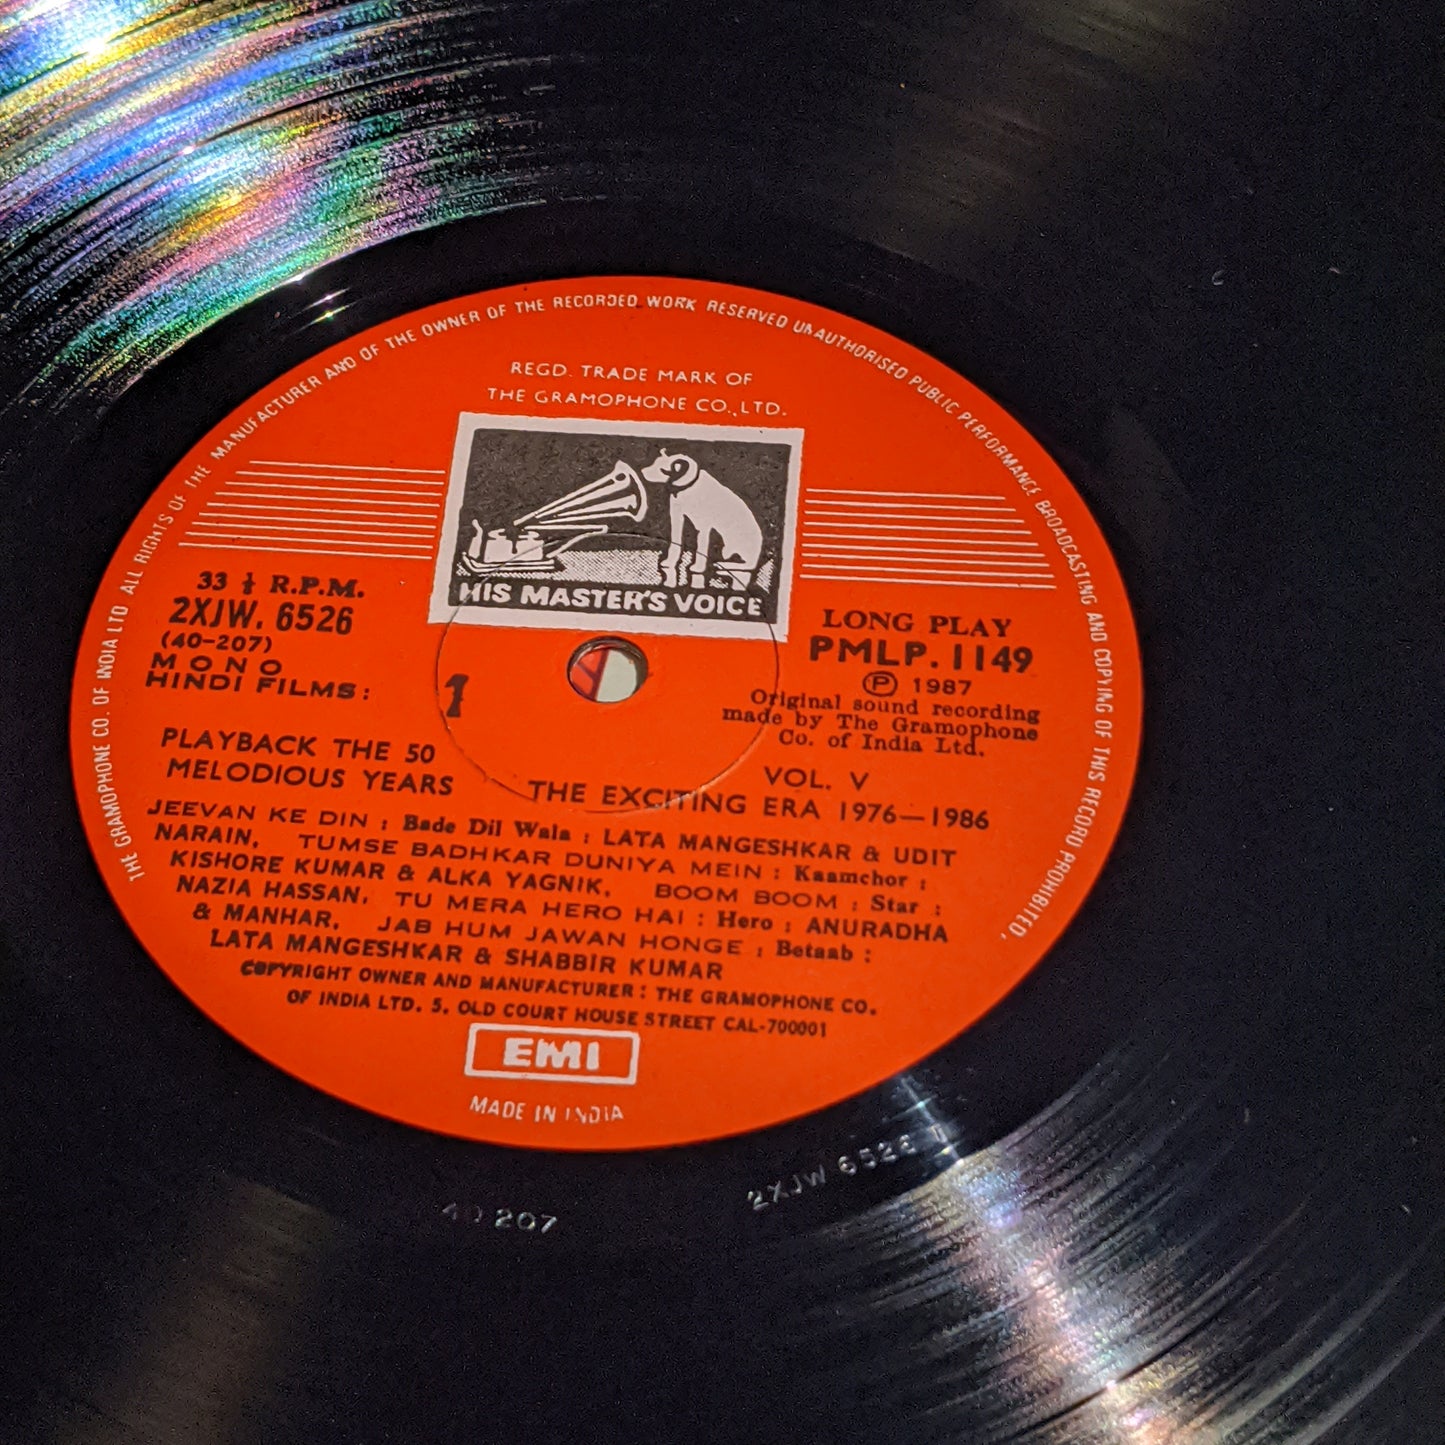 THE GRAMOPHONE CO. OF INDIA LTD. ALL RIGHTS OF THE MANUFACTURER AND OF THE OWNER OF THE RECORDED WORK RESERVED UNAUTHORISED PUBLIC PERFORMANCE BROADCASTING AND COPYING OF THIS RECORD PROHIBITED.
REGD. TRADE MARK OF
THE GRAMOPHONE CO., LTD.
HIS MASTER'S VOICE
33 ⅓ R.P.M.
2XJW. 6526
(40-207)
MONO
HINDI FILMS:
1
LONG PLAY
PMLP. 1149
Ⓟ 1987
Original sound recording
made by The Gramophone
Co. of India Ltd.
PLAYBACK THE 50
MELODIOUS YEARS
VOL. V
THE EXCITING ERA 1976—1986
JEEVAN KE DIN : Bade Dil Wala : LATA MANGESHKAR & UDIT
NARAIN. TUMSE BADHKAR DUNIYA MEIN : Kaamchor :
KISHORE KUMAR & ALKA YAGNIK. BOOM BOOM : Star :
NAZIA HASSAN. TU MERA HERO HAI : Hero : ANURADHA
& MANHAR. JAB HUM JAWAN HONGE : Betaab :
LATA MANGESHKAR & SHABBIR KUMAR
COPYRIGHT OWNER AND MANUFACTURER : THE GRAMOPHONE CO.
OF INDIA LTD. 5, OLD COURT HOUSE STREET CAL-700001
EMI
MADE IN INDIA
40 207
2XJW 6526